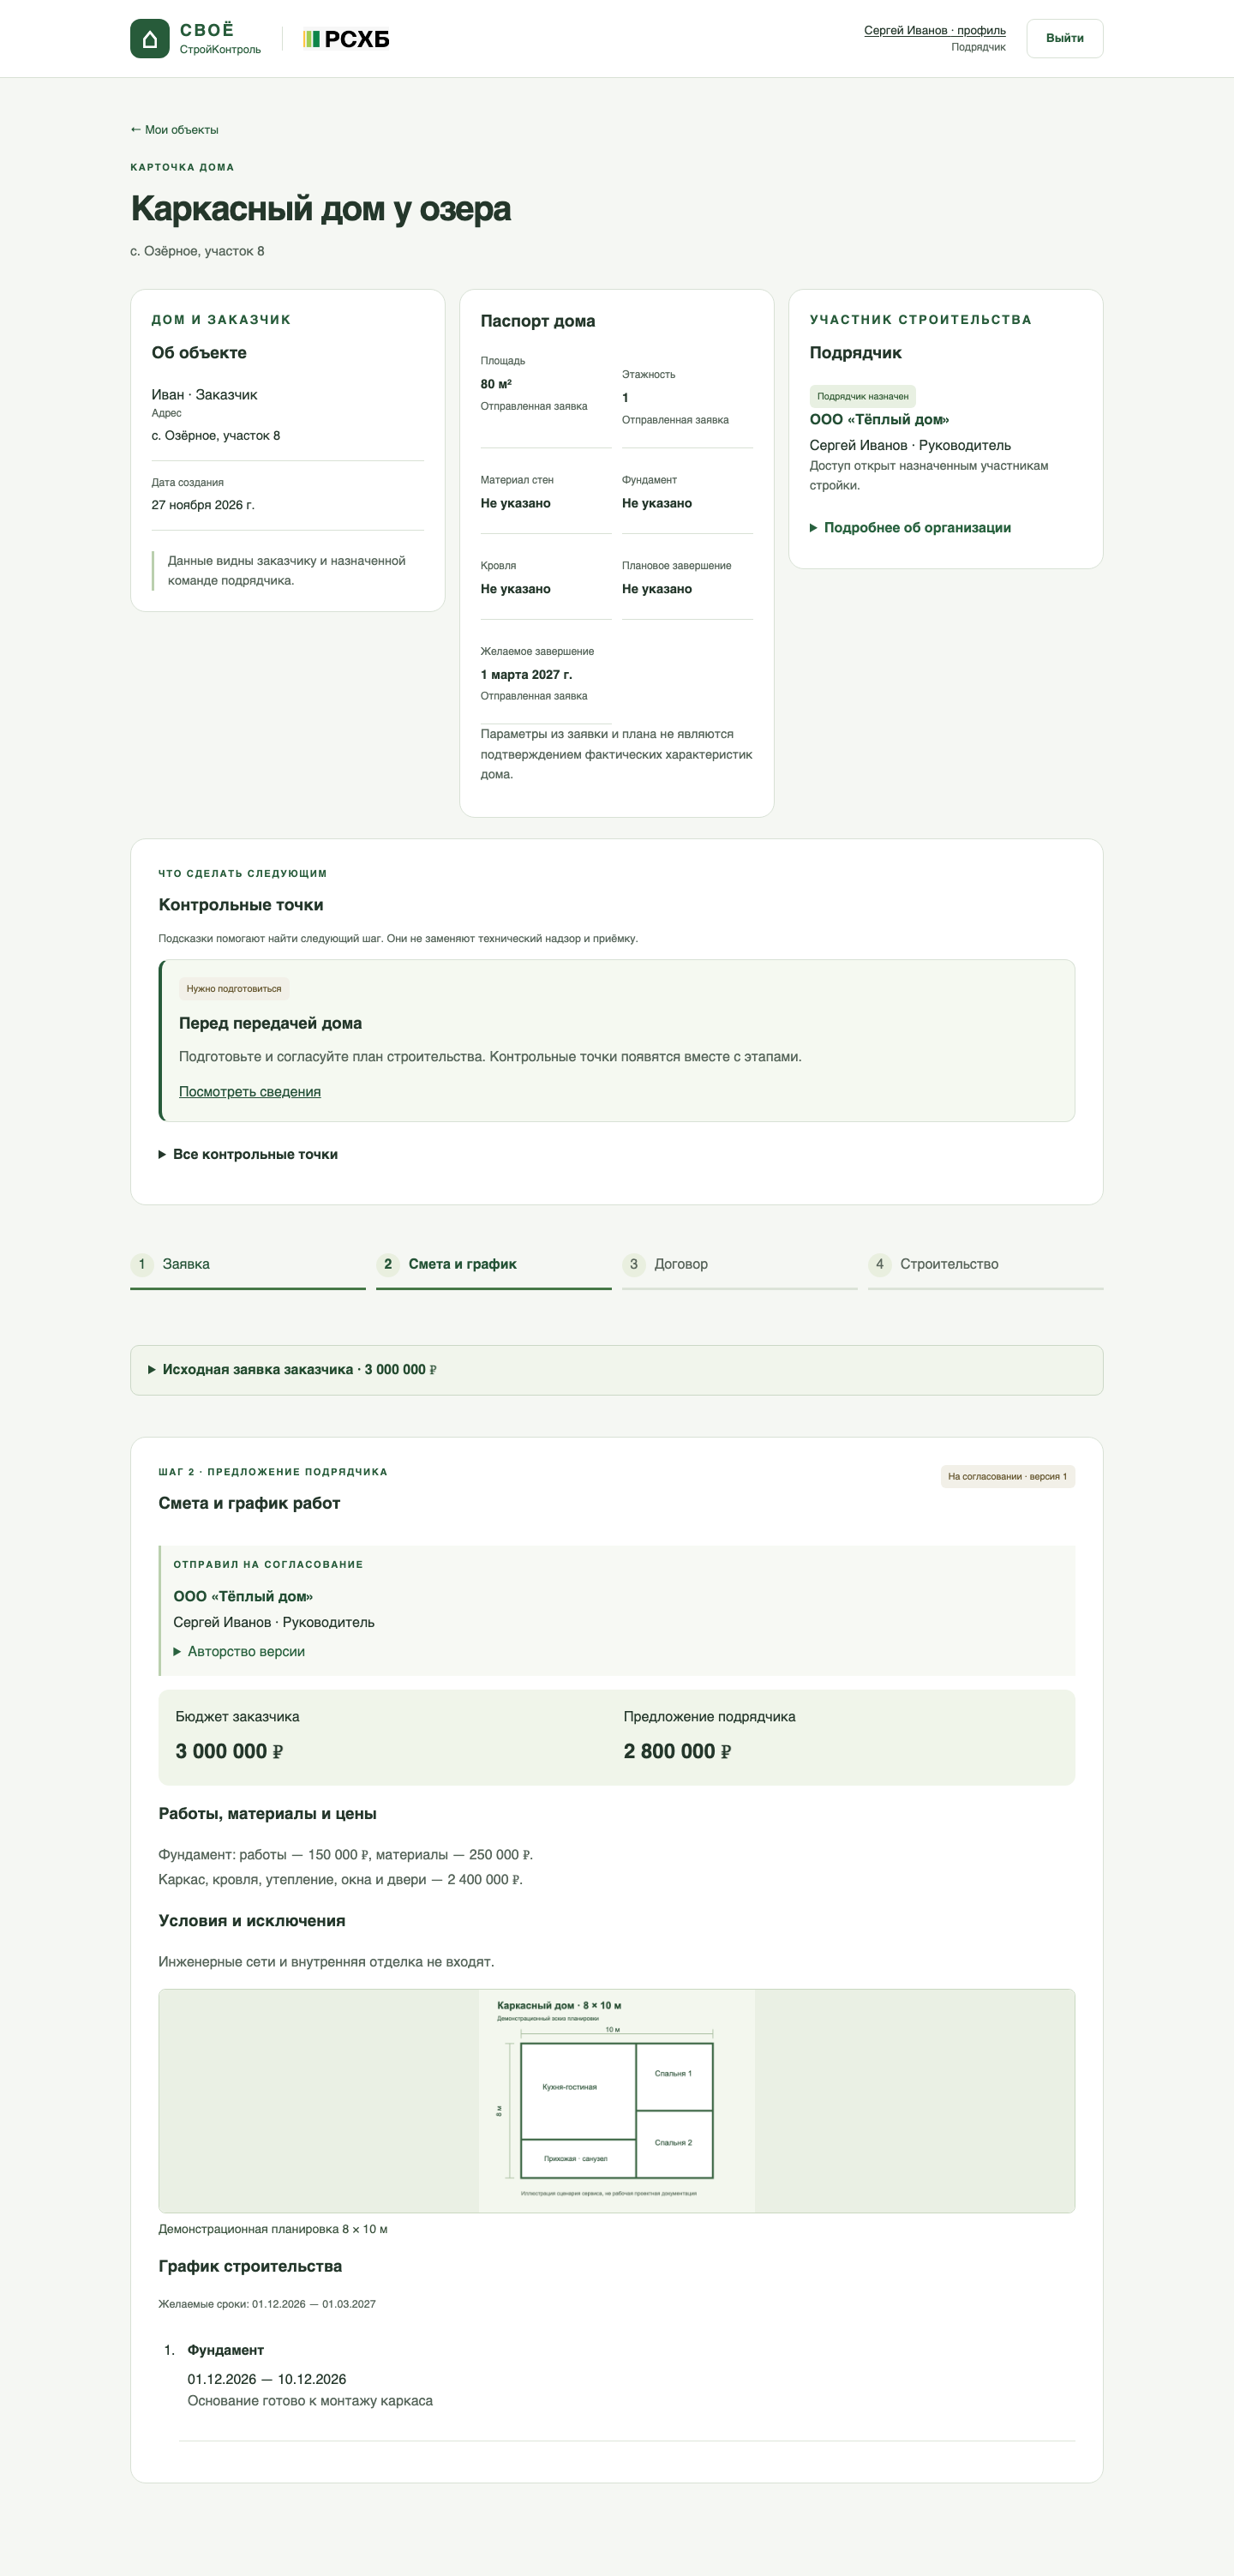 СВОЁ
СтройКонтроль
РСХБ
Сергей Иванов · профиль
Подрядчик
Выйти
← Мои объекты
КАРТОЧКА ДОМА
Каркасный дом у озера
с. Озёрное, участок 8
ДОМ И ЗАКАЗЧИК
Об объекте
Иван · Заказчик
Адрес
с. Озёрное, участок 8
Дата создания
27 ноября 2026 г.
Данные видны заказчику и назначенной
команде подрядчика.
Паспорт дома
Площадь
80 м²
Отправленная заявка
Этажность
1
Отправленная заявка
Материал стен
Не указано
Фундамент
Не указано
Кровля
Не указано
Плановое завершение
Не указано
Желаемое завершение
1 марта 2027 г.
Отправленная заявка
Параметры из заявки и плана не являются
подтверждением фактических характеристик
дома.
УЧАСТНИК СТРОИТЕЛЬСТВА
Подрядчик
Подрядчик назначен
ООО «Тёплый дом»
Сергей Иванов · Руководитель
Доступ открыт назначенным участникам
стройки.
▶ Подробнее об организации
ЧТО СДЕЛАТЬ СЛЕДУЮЩИМ
Контрольные точки
Подсказки помогают найти следующий шаг. Они не заменяют технический надзор и приёмку.
Нужно подготовиться
Перед передачей дома
Подготовьте и согласуйте план строительства. Контрольные точки появятся вместе с этапами.
Посмотреть сведения
▶ Все контрольные точки
1 Заявка
2 Смета и график
3 Договор
4 Строительство
▶ Исходная заявка заказчика · 3 000 000 ₽
ШАГ 2 · ПРЕДЛОЖЕНИЕ ПОДРЯДЧИКА
На согласовании · версия 1
Смета и график работ
ОТПРАВИЛ НА СОГЛАСОВАНИЕ
ООО «Тёплый дом»
Сергей Иванов · Руководитель
▶ Авторство версии
Бюджет заказчика
3 000 000 ₽
Предложение подрядчика
2 800 000 ₽
Работы, материалы и цены
Фундамент: работы — 150 000 ₽, материалы — 250 000 ₽.
Каркас, кровля, утепление, окна и двери — 2 400 000 ₽.
Условия и исключения
Инженерные сети и внутренняя отделка не входят.
Каркасный дом · 8 × 10 м
Демонстрационный эскиз планировки
10 м
8 м
Кухня-гостиная
Спальня 1
Спальня 2
Прихожая · санузел
Иллюстрация сценария сервиса, не рабочая проектная документация
Демонстрационная планировка 8 × 10 м
График строительства
Желаемые сроки: 01.12.2026 — 01.03.2027
1. Фундамент
01.12.2026 — 10.12.2026
Основание готово к монтажу каркаса